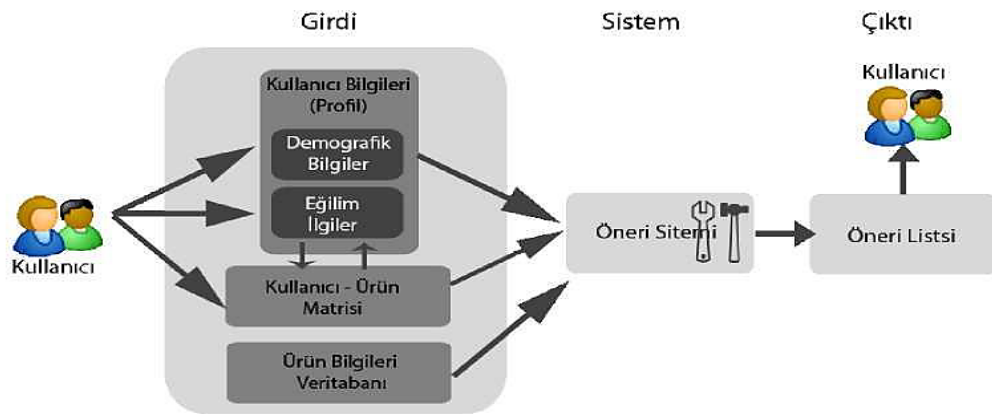 Girdi
Sistem
Çıktı
Kullanıcı
Kullanıcı Bilgileri
(Profil)
Demografik
Bilgiler
Eğilim
İlgiler
Kullanıcı - Ürün
Matrisi
Ürün Bilgileri
Veritabanı
Öneri Sitemi
Öneri Listsi
Kullanıcı